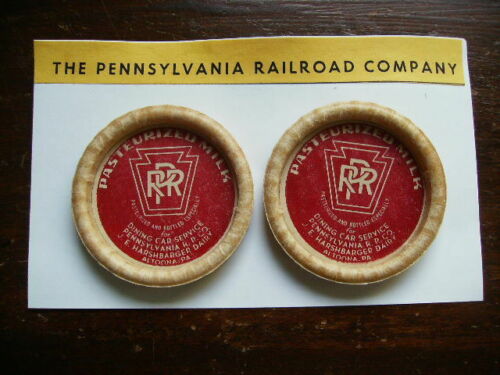 THE PENNSYLVANIA RAILROAD COMPANY
PASTEURIZED MILK
PRR
PASTEURIZED AND BOTTLED ESPECIALLY
for
DINING CAR SERVICE
PENNSYLVANIA R. R. CO.
J. E. HARSHBARGER DAIRY
ALTOONA, PA.
PASTEURIZED MILK
PRR
PASTEURIZED AND BOTTLED ESPECIALLY
for
DINING CAR SERVICE
PENNSYLVANIA R. R. CO.
J. E. HARSHBARGER DAIRY
ALTOONA, PA.